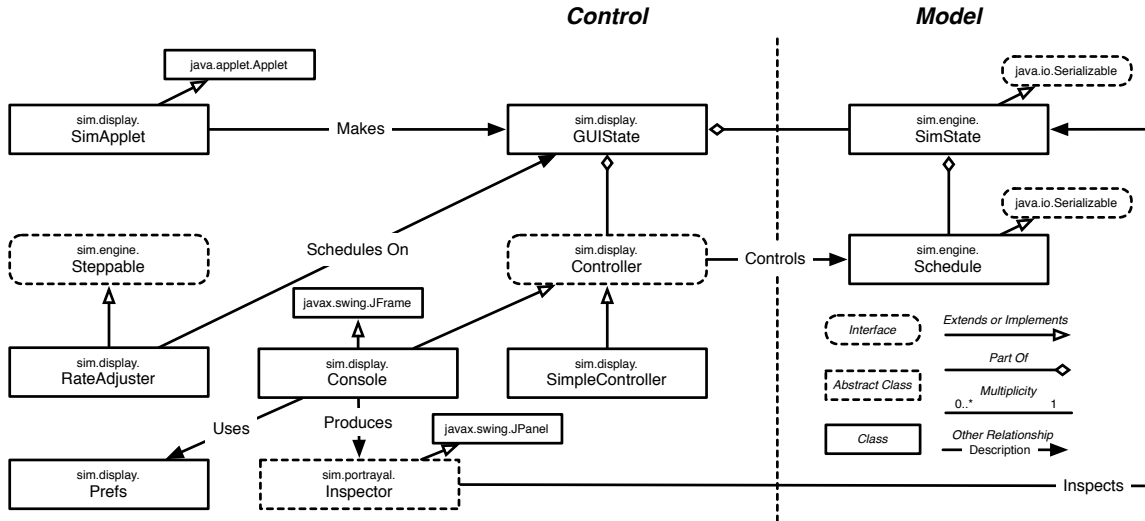 Control
Model
java.applet.Applet
java.io.Serializable
sim.display.
SimApplet
Makes
sim.display.
GUIState
sim.engine.
SimState
java.io.Serializable
sim.engine.
Steppable
Schedules On
sim.display.
Controller
Controls
sim.engine.
Schedule
javax.swing.JFrame
Interface
Extends or Implements
sim.display.
RateAdjuster
sim.display.
Console
sim.display.
SimpleController
Part Of
Abstract Class
Multiplicity
0..*
1
Uses
Produces
javax.swing.JPanel
Class
Other Relationship
Description
sim.display.
Prefs
sim.portrayal.
Inspector
Inspects